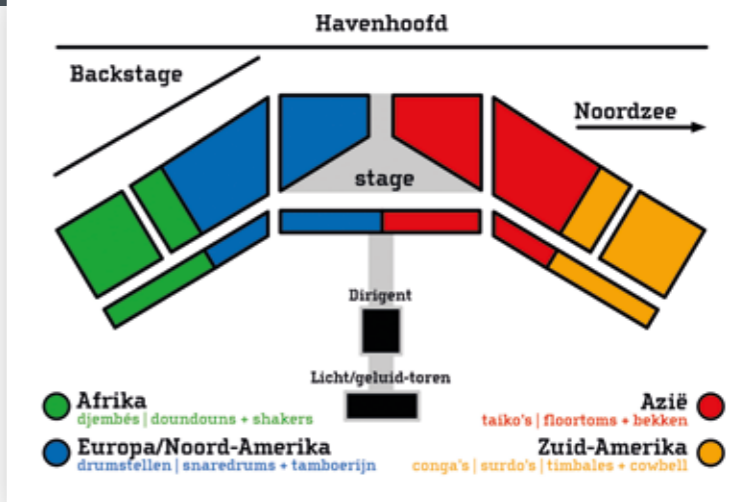 Havenhoofd
Backstage
Noordzee
stage
Dirigent
Licht/geluid-toren
Afrika
djembés | doundouns + shakers
Europa/Noord-Amerika
drumstellen | snaredrums + tamboerijn
Azië
taiko's | floortoms + bekken
Zuid-Amerika
conga's | surdo's | timbales + cowbell